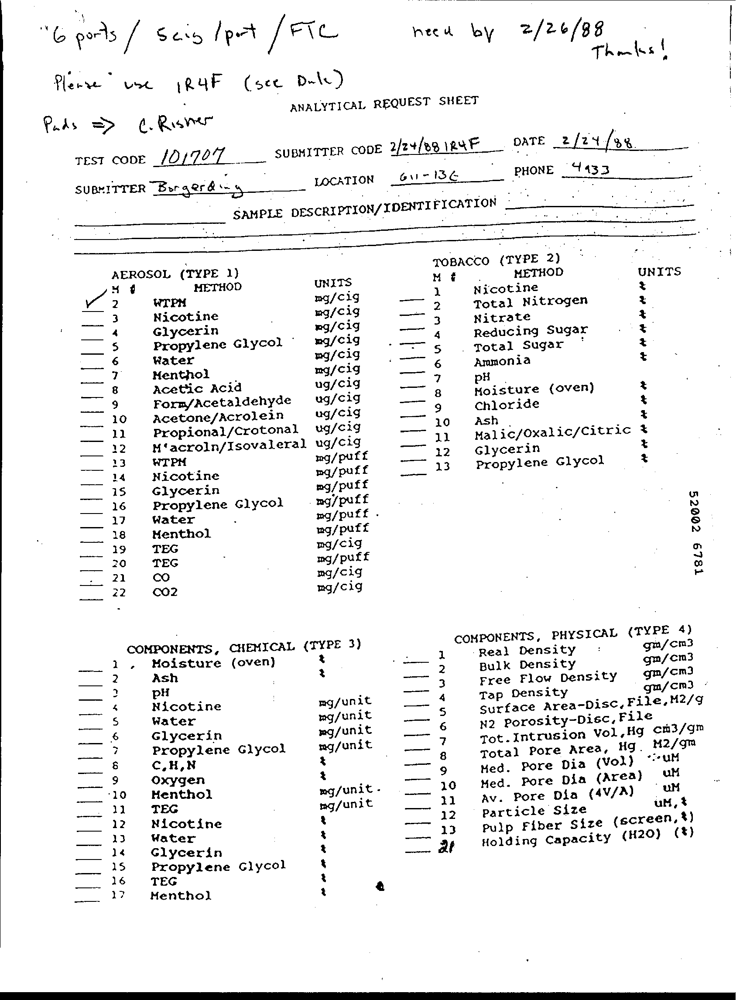 "6 ports / 5cig /port / FTC need by 2/26/88
Thanks!
Please use 1R4F (see Dale)
ANALYTICAL REQUEST SHEET
Pads => C. Risner
TEST CODE 101707 SUBMITTER CODE 2/24/88 1R4F DATE 2/24/88
SUBMITTER Borgerding LOCATION 611-13C PHONE 4933
SAMPLE DESCRIPTION/IDENTIFICATION
AEROSOL (TYPE 1)
M # METHOD UNITS
✓ 2 WTPM mg/cig
3 Nicotine mg/cig
4 Glycerin mg/cig
5 Propylene Glycol mg/cig
6 Water mg/cig
7 Menthol mg/cig
8 Acetic Acid ug/cig
9 Form/Acetaldehyde ug/cig
10 Acetone/Acrolein ug/cig
11 Propional/Crotonal ug/cig
12 M'acroln/Isovaleral ug/cig
13 WTPM mg/puff
14 Nicotine mg/puff
15 Glycerin mg/puff
16 Propylene Glycol mg/puff
17 Water mg/puff
18 Menthol mg/puff
19 TEG mg/cig
20 TEG mg/puff
21 CO mg/cig
22 CO2 mg/cig
TOBACCO (TYPE 2)
M # METHOD UNITS
1 Nicotine %
2 Total Nitrogen %
3 Nitrate %
4 Reducing Sugar %
5 Total Sugar %
6 Ammonia %
7 pH
8 Moisture (oven) %
9 Chloride %
10 Ash %
11 Malic/Oxalic/Citric %
12 Glycerin %
13 Propylene Glycol %
52002 6781
COMPONENTS, CHEMICAL (TYPE 3)
1 Moisture (oven) %
2 Ash %
3 pH
4 Nicotine mg/unit
5 Water mg/unit
6 Glycerin mg/unit
7 Propylene Glycol mg/unit
8 C,H,N %
9 Oxygen %
10 Menthol mg/unit
11 TEG mg/unit
12 Nicotine %
13 Water %
14 Glycerin %
15 Propylene Glycol %
16 TEG %
17 Menthol %
COMPONENTS, PHYSICAL (TYPE 4)
1 Real Density gm/cm3
2 Bulk Density gm/cm3
3 Free Flow Density gm/cm3
4 Tap Density gm/cm3
5 Surface Area-Disc,File,M2/g
6 N2 Porosity-Disc,File
7 Tot.Intrusion Vol,Hg cm3/gm
8 Total Pore Area, Hg. M2/gm
9 Med. Pore Dia (Vol) uM
10 Med. Pore Dia (Area) uM
11 Av. Pore Dia (4V/A) uM
12 Particle Size uM,%
13 Pulp Fiber Size (screen,%)
21 Holding Capacity (H2O) (%)